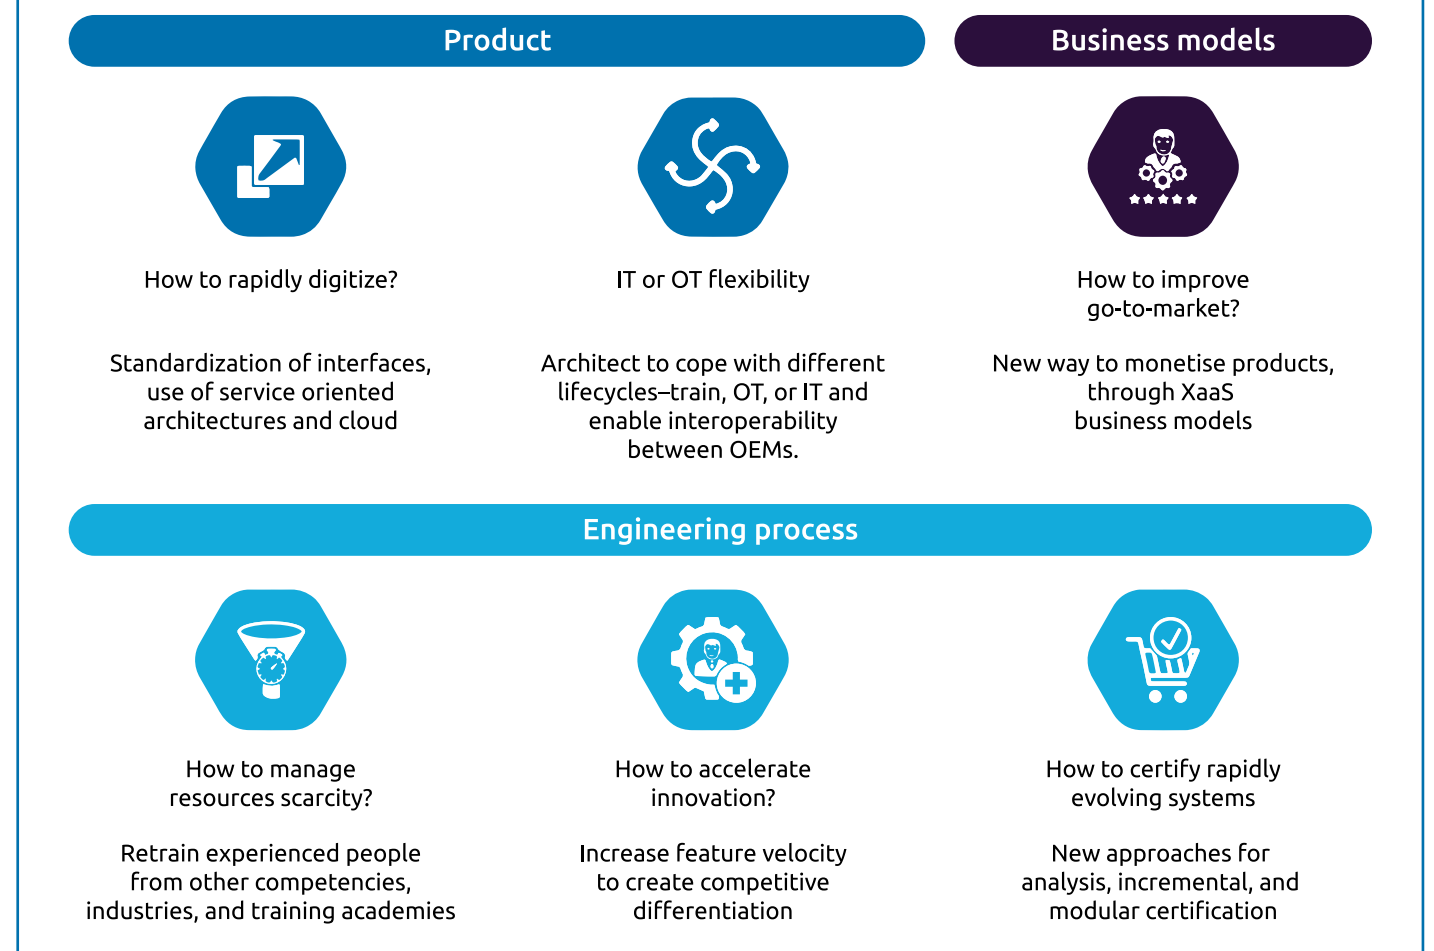 Product
Business models
How to rapidly digitize?
Standardization of interfaces,
use of service oriented
architectures and cloud
IT or OT flexibility
Architect to cope with different
lifecycles–train, OT, or IT and
enable interoperability
between OEMs.
How to improve
go-to-market?
New way to monetise products,
through XaaS
business models
Engineering process
How to manage
resources scarcity?
Retrain experienced people
from other competencies,
industries, and training academies
How to accelerate
innovation?
Increase feature velocity
to create competitive
differentiation
How to certify rapidly
evolving systems
New approaches for
analysis, incremental, and
modular certification